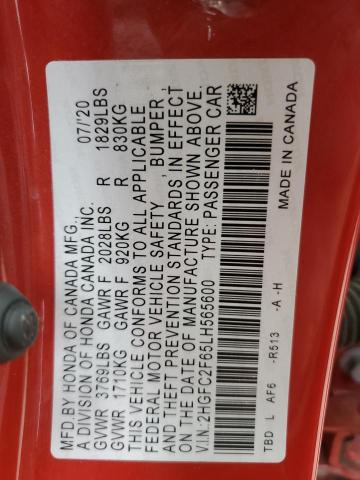 MFD.BY HONDA OF CANADA MFG., 07/'20
A DIVISION OF HONDA CANADA INC.
GVWR 3769LBS GAWR F 2028LBS R 1829LBS
GVWR 1710KG GAWR F 920KG R 830KG
THIS VEHICLE CONFORMS TO ALL APPLICABLE
FEDERAL MOTOR VEHICLE SAFETY , BUMPER ,
AND THEFT PREVENTION STANDARDS IN EFFECT
ON THE DATE OF MANUFACTURE SHOWN ABOVE.
V.I.N.:2HGFC2F65LH565600 TYPE: PASSENGER CAR
TBD L AF6 -R513 -A -H MADE IN CANADA